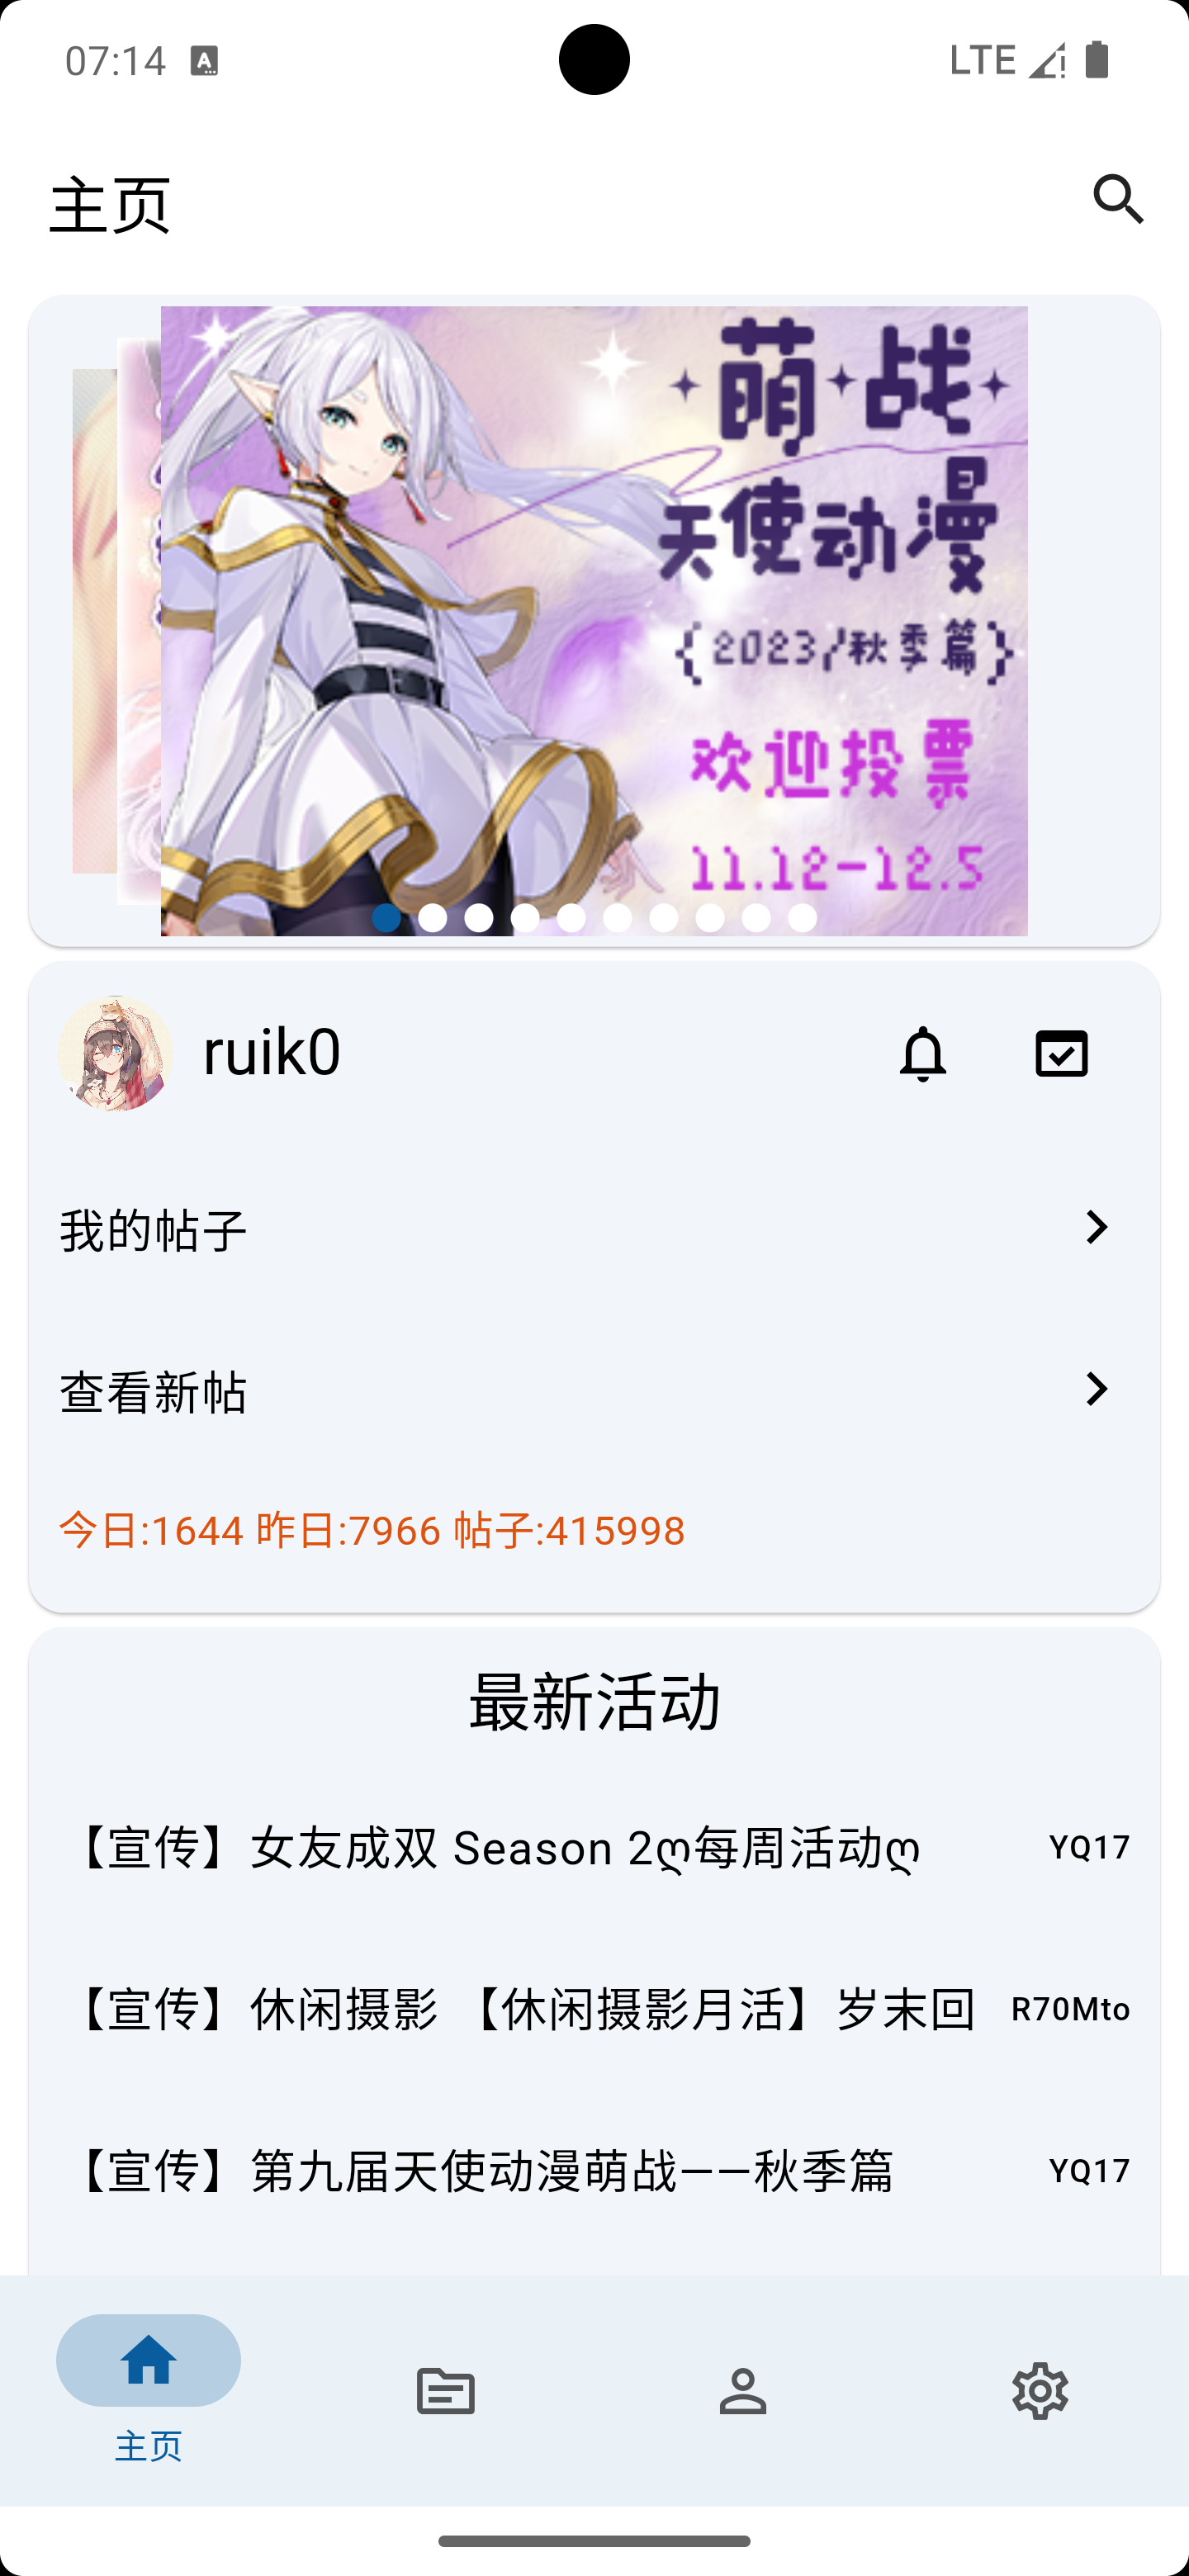 07:14
LTE
主页
萌战
天使动漫
{2023/秋季篇}
欢迎投票
11.12-12.5
ruik0
我的帖子
查看新帖
今日:1644 昨日:7966 帖子:415998
最新活动
【宣传】女友成双 Season 2ღ每周活动ღ YQ17
【宣传】休闲摄影 【休闲摄影月活】岁末回 R70Mto
【宣传】第九届天使动漫萌战——秋季篇 YQ17
主页